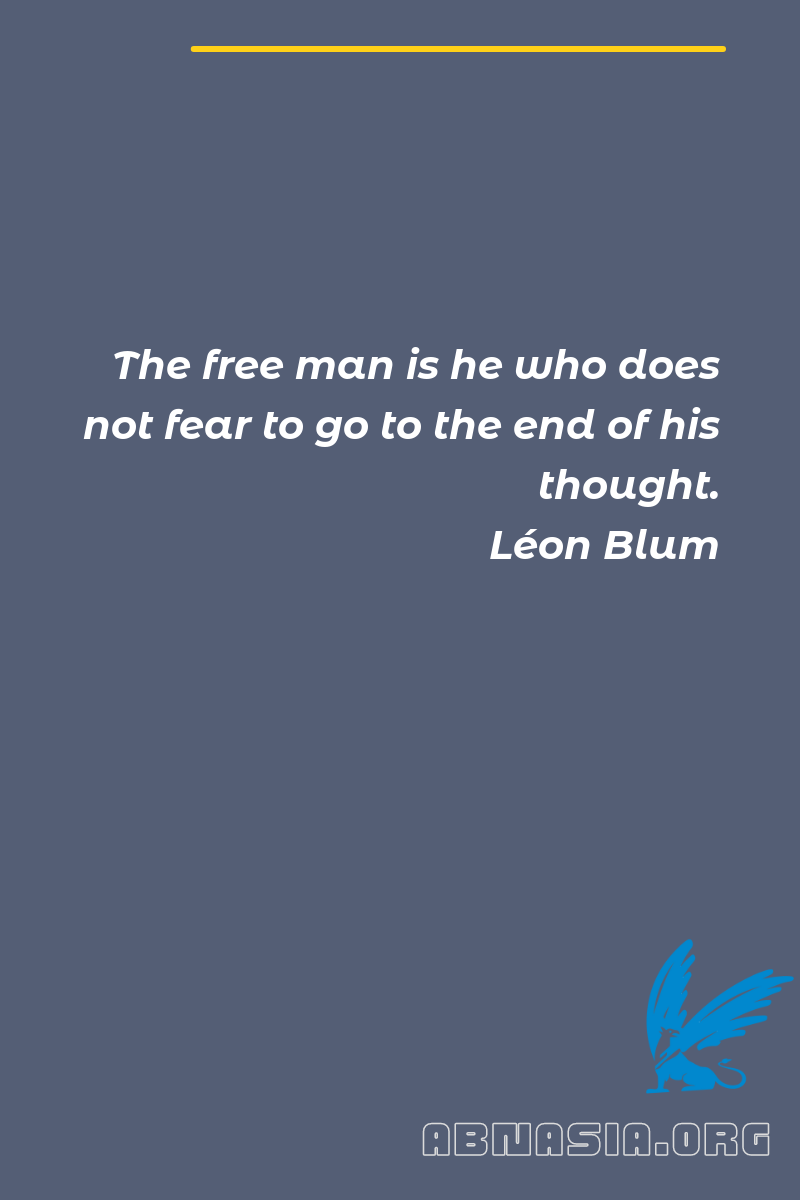 The free man is he who does
not fear to go to the end of his
thought.
Léon Blum
ABNASIA.ORG